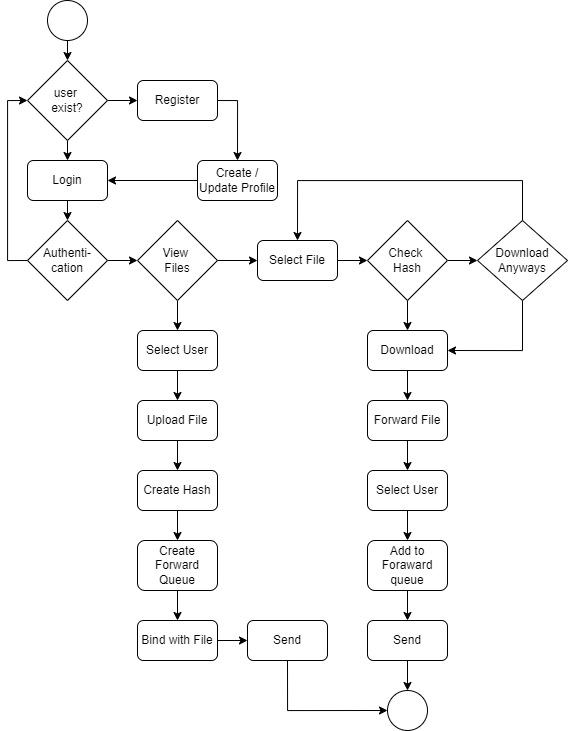 user
exist?
Register
Login
Create /
Update Profile
Authenti-
cation
View
Files
Select File
Check
Hash
Download
Anyways
Select User
Download
Upload File
Forward File
Create Hash
Select User
Create
Forward
Queue
Add to
Foraward
queue
Bind with File
Send
Send